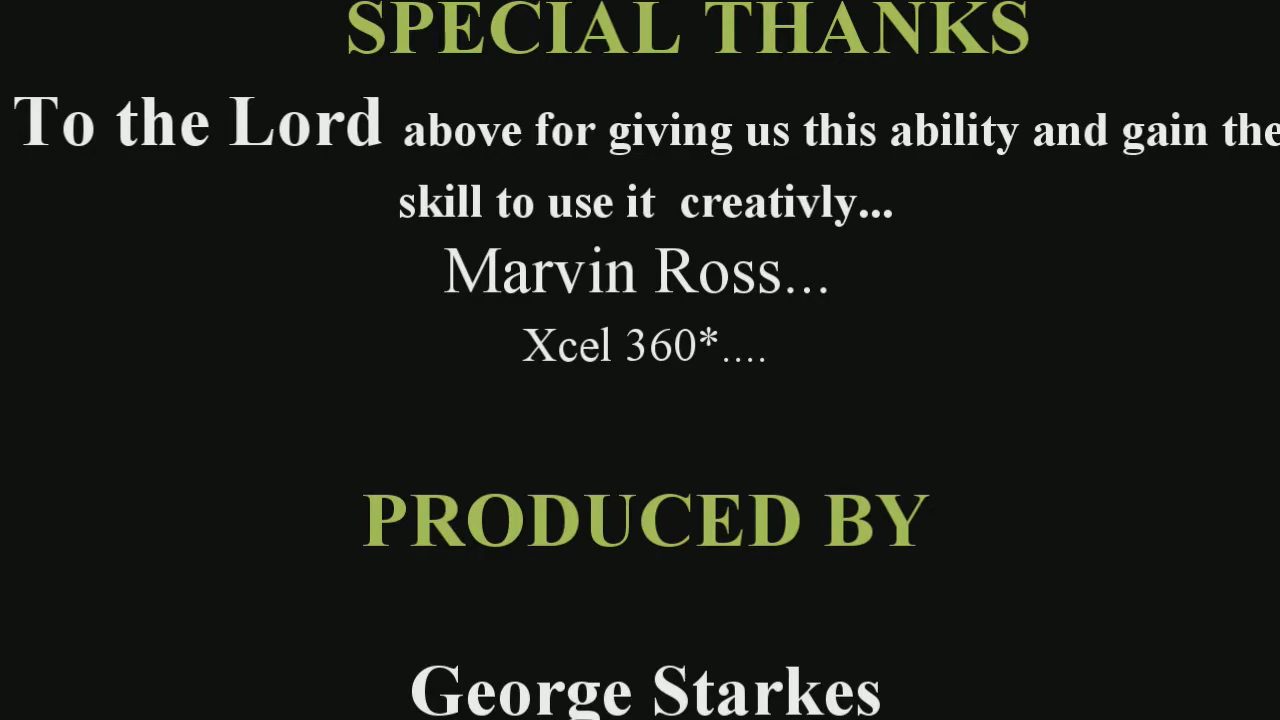 SPECIAL THANKS
To the Lord above for giving us this ability and gain the
skill to use it  creativly...
Marvin Ross...
Xcel 360*....
PRODUCED BY
George Starkes